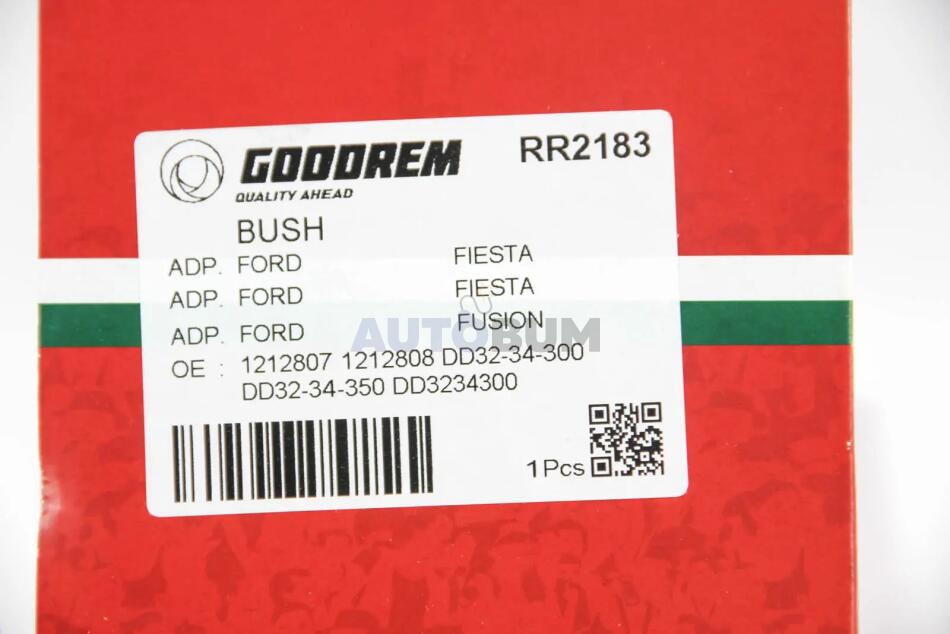 GOODREM
RR2183
QUALITY AHEAD
BUSH
ADP. FORD FIESTA
ADP. FORD FIESTA
ADP. FORD FUSION
AUTOBUM
OE : 1212807 1212808 DD32-34-300
DD32-34-350 DD3234300
1Pcs